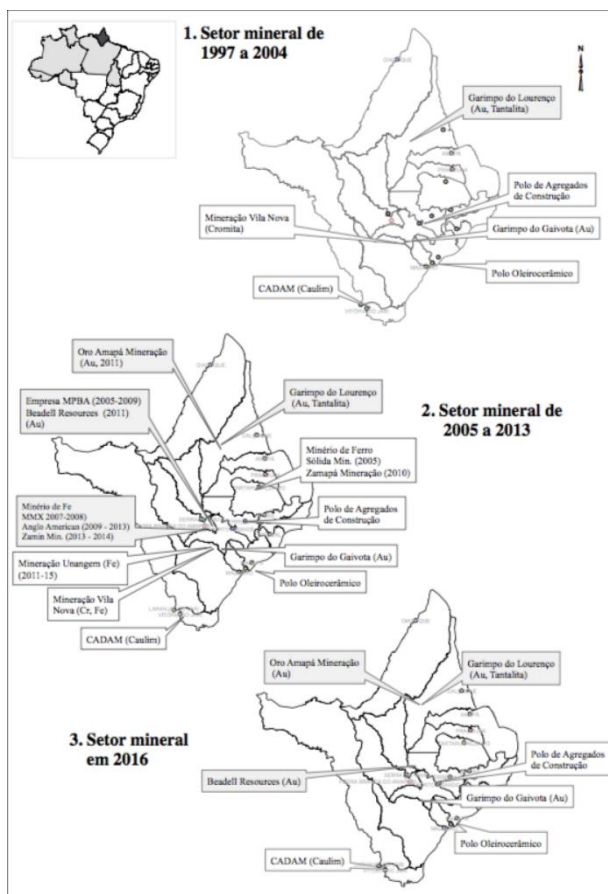 1. Setor mineral de
1997 a 2004
N
Garimpo do Lourenço
(Au, Tantalita)
Polo de Agregados
de Construção
Mineração Vila Nova
(Cromita)
Garimpo do Gaivota (Au)
Polo Oleirocerâmico
CADAM (Caulim)
Oro Amapá Mineração
(Au, 2011)
Empresa MPBA (2005-2009)
Beadell Resources (2011)
(Au)
Garimpo do Lourenço
(Au, Tantalita)
2. Setor mineral de
2005 a 2013
Minério de Ferro
Sólida Min. (2005)
Zamapá Mineração (2010)
Minério de Fe
MMX 2007-2008)
Anglo American (2009 - 2013)
Zamin Min. (2013 - 2014)
Polo de Agregados
de Construção
Mineração Unangem (Fe)
(2011-15)
Garimpo do Gaivota (Au)
Polo Oleirocerâmico
Mineração Vila
Nova (Cr, Fe)
CADAM (Caulim)
Oro Amapá Mineração
(Au)
Garimpo do Lourenço
(Au, Tantalita)
3. Setor mineral
em 2016
Polo de Agregados
de Construção
Beadell Resources (Au)
Garimpo do Gaivota (Au)
Polo Oleirocerâmico
CADAM (Caulim)